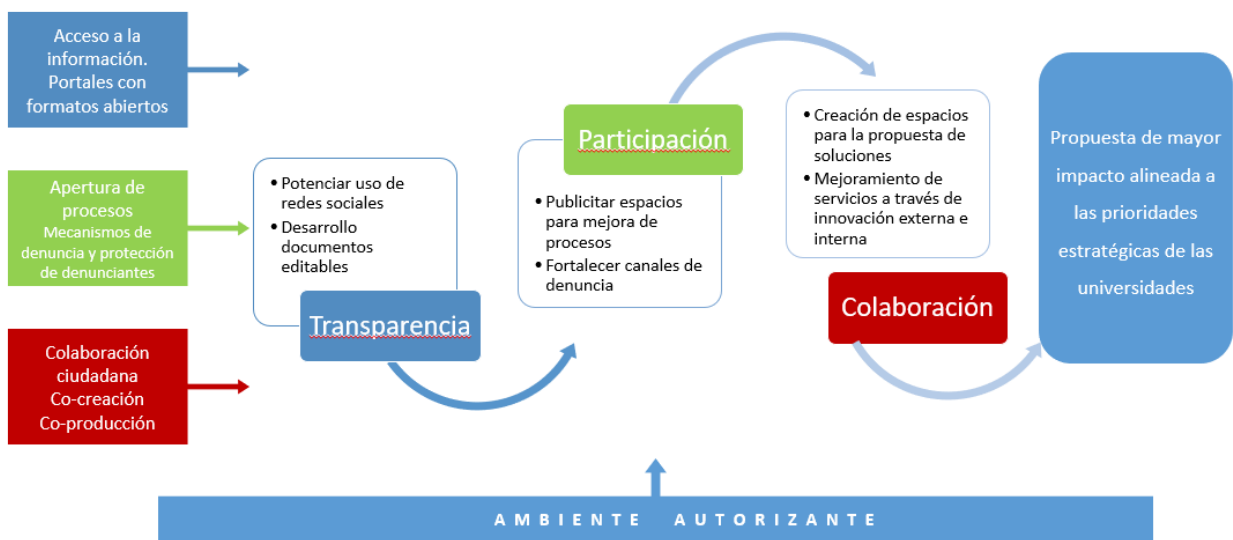 Acceso a la
información.
Portales con
formatos abiertos
Apertura de
procesos
Mecanismos de
denuncia y protección
de denunciantes
Colaboración
ciudadana
Co-creación
Co-producción
• Potenciar uso de
redes sociales
• Desarrollo
documentos
editables
Transparencia
Participación
• Publicitar espacios
para mejora de
procesos
• Fortalecer canales de
denuncia
• Creación de espacios
para la propuesta de
soluciones
• Mejoramiento de
servicios a través de
innovación externa e
interna
Colaboración
Propuesta de mayor
impacto alineada a
las prioridades
estratégicas de las
universidades
AMBIENTE AUTORIZANTE